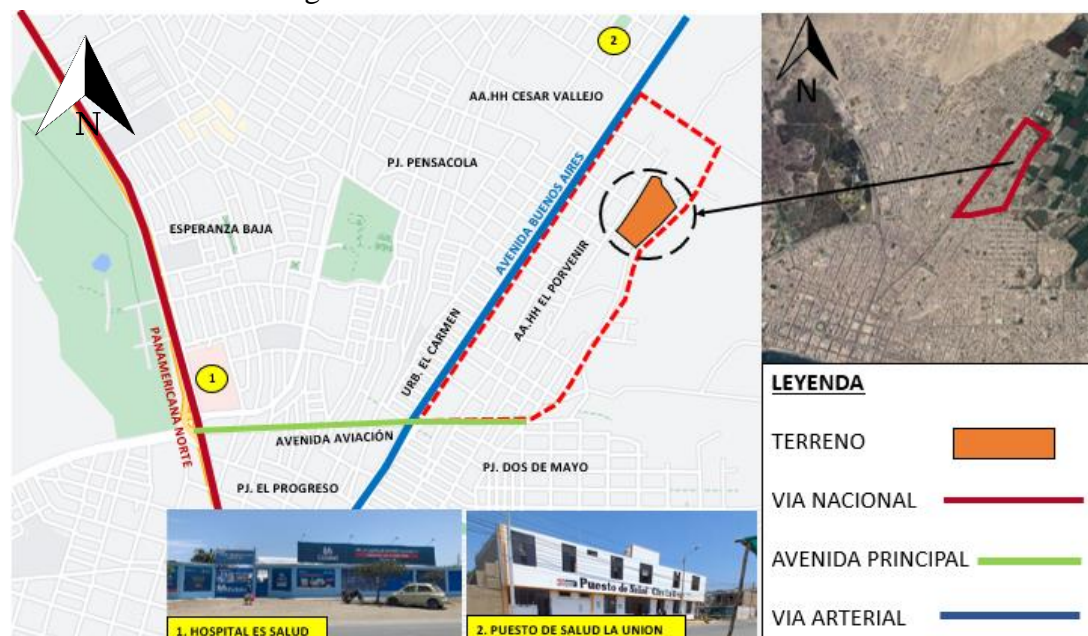 N
2
AA.HH CESAR VALLEJO
PJ. PENSACOLA
ESPERANZA BAJA
AVENIDA BUENOS AIRES
AA.HH EL PORVENIR
URB. EL CARMEN
PANAMERICANA NORTE
1
AVENIDA AVIACIÓN
PJ. DOS DE MAYO
PJ. EL PROGRESO
Puesto de Salud
1. HOSPITAL ES SALUD
2. PUESTO DE SALUD LA UNION
N
LEYENDA
TERRENO
VIA NACIONAL
AVENIDA PRINCIPAL
VIA ARTERIAL